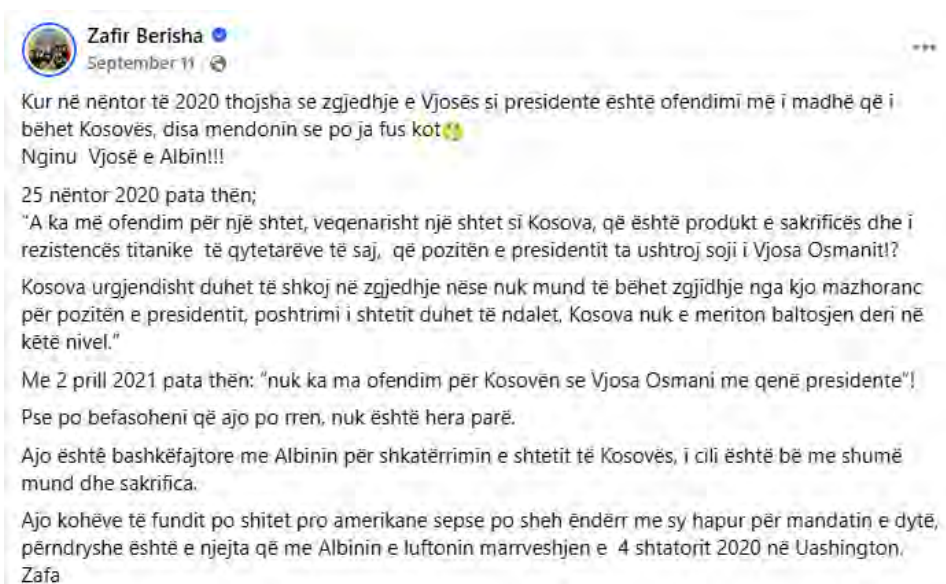 Zafir Berisha
September 11
Kur në nëntor të 2020 thojsha se zgjedhje e Vjosës si presidente është ofendimi më i madhë që i
bëhet Kosovës, disa mendonin se po ja fus kot
Nginu Vjosë e Albin!!!
25 nëntor 2020 pata thën;
"A ka më ofendim për një shtet, veqenarisht një shtet si Kosova, që është produkt e sakrificës dhe i
rezistencës titanike të qytetarëve të saj, që pozitën e presidentit ta ushtroj soji i Vjosa Osmanit!?
Kosova urgjendisht duhet të shkoj në zgjedhje nëse nuk mund të bëhet zgjidhje nga kjo mazhoranc
për pozitën e presidentit, poshtrimi i shtetit duhet të ndalet, Kosova nuk e meriton baltosjen deri në
këtë nivel."
Me 2 prill 2021 pata thën: "nuk ka ma ofendim për Kosovën se Vjosa Osmani me qenë presidente"!
Pse po befasoheni që ajo po rren, nuk është hera parë.
Ajo është bashkëfajtore me Albinin për shkatërrimin e shtetit të Kosovës, i cili është bë me shumë
mund dhe sakrifica.
Ajo kohëve të fundit po shitet pro amerikane sepse po sheh ëndërr me sy hapur për mandatin e dytë,
përndryshe është e njejta që me Albinin e luftonin marrveshjen e 4 shtatorit 2020 në Uashington.
Zafa